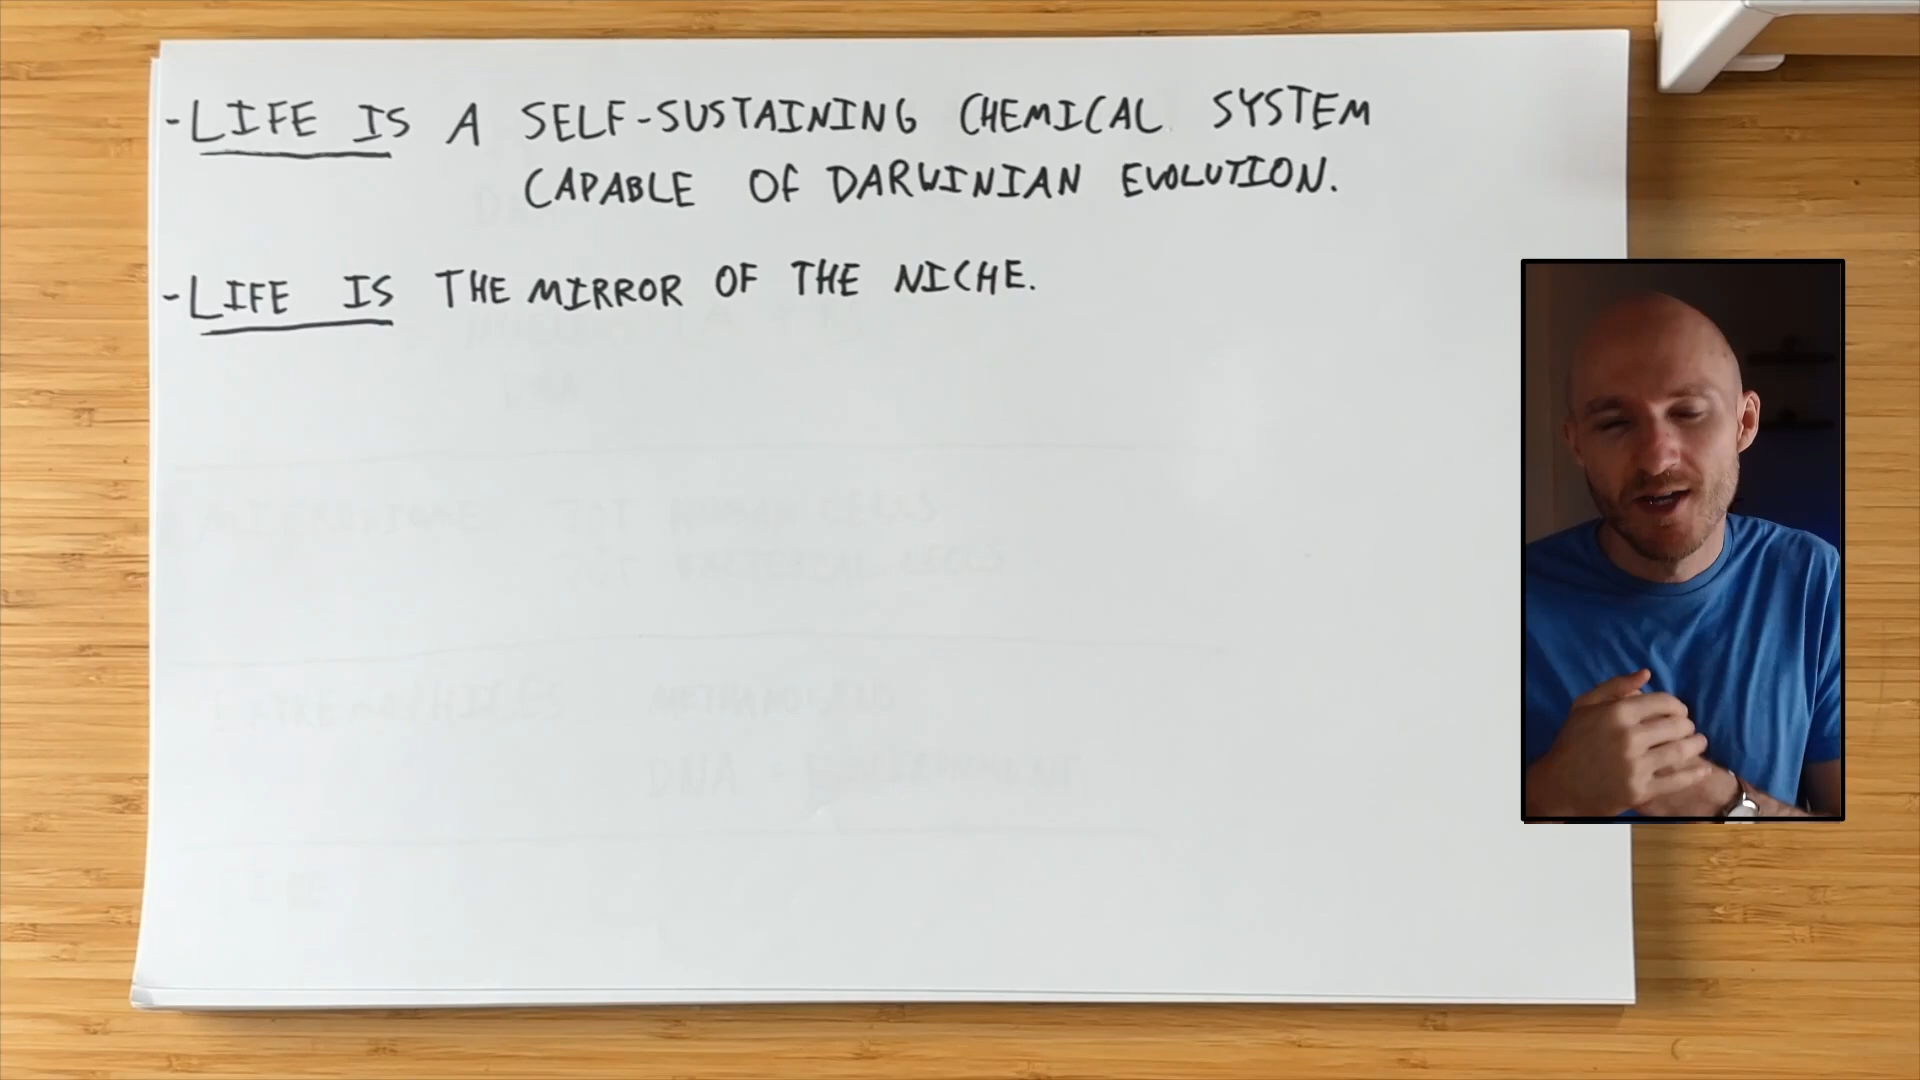 -LIFE IS A SELF-SUSTAINING CHEMICAL SYSTEM
CAPABLE OF DARWINIAN EVOLUTION.
-LIFE IS THE MIRROR OF THE NICHE.